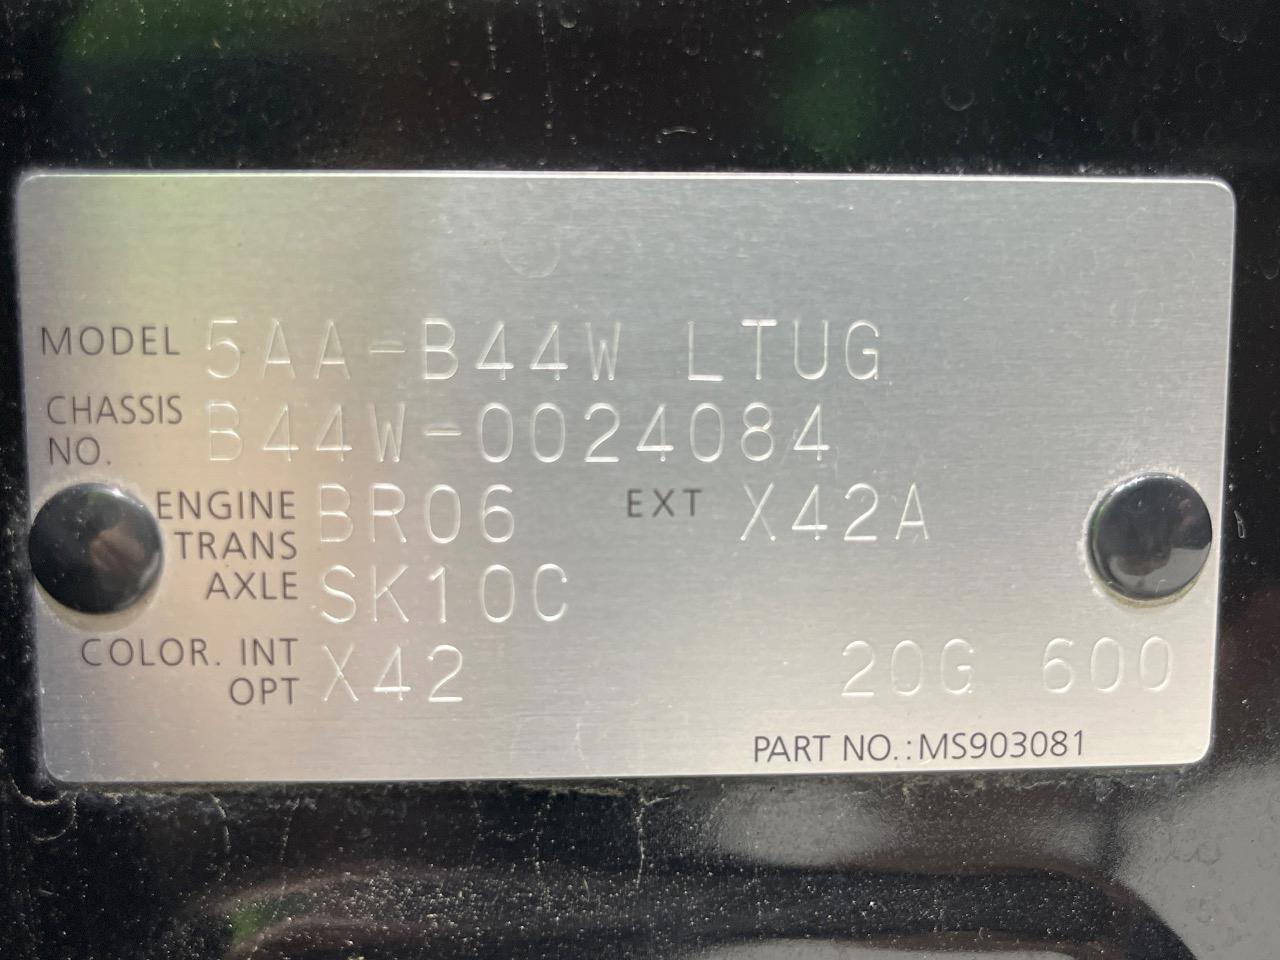 MODEL 5AA-B44W LTUG
CHASSIS NO. B44W-0024084
ENGINE BR06 EXT X42A
TRANS AXLE SK10C
COLOR. INT X42 20G 600
OPT
PART NO.:MS903081